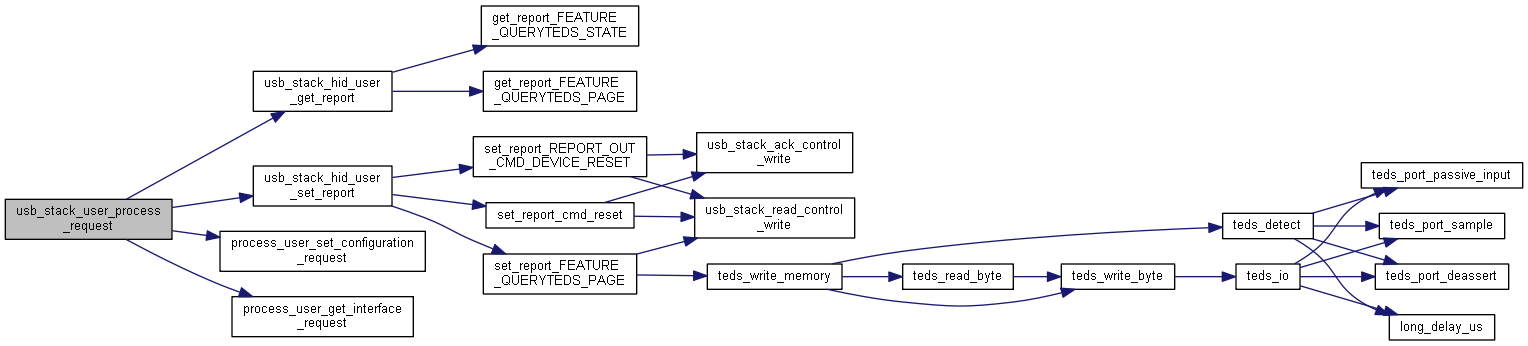 get_report_FEATURE
_QUERYTEDS_STATE
usb_stack_hid_user
_get_report
get_report_FEATURE
_QUERYTEDS_PAGE
set_report_REPORT_OUT
_CMD_DEVICE_RESET
usb_stack_ack_control
_write
usb_stack_hid_user
_set_report
teds_port_passive_input
usb_stack_user_process
_request
set_report_cmd_reset
usb_stack_read_control
_write
teds_detect
teds_port_sample
process_user_set_configuration
_request
set_report_FEATURE
_QUERYTEDS_PAGE
teds_write_memory
teds_read_byte
teds_write_byte
teds_io
teds_port_deassert
process_user_get_interface
_request
long_delay_us